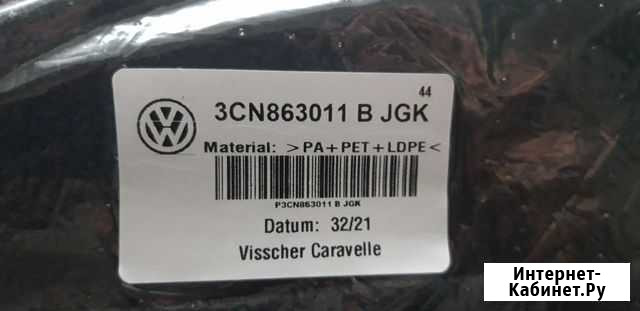 44
3CN863011 B JGK
Material: >PA+PET+LDPE<
P3CN863011 B JGK
Datum: 32/21
Visscher Caravelle
Интернет-
Кабинет.Ру